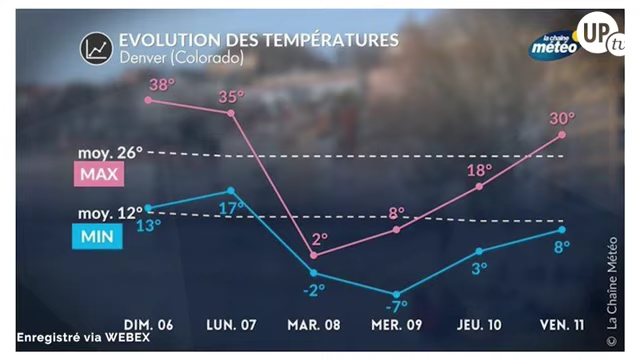 EVOLUTION DES TEMPÉRATURES
Denver (Colorado)
la chaîne
météo
UP
tv
38°
35°
30°
moy. 26°
MAX
18°
moy. 12°
MIN
13°
17°
2°
8°
-2°
-7°
3°
8°
DIM. 06 LUN. 07 MAR. 08 MER. 09 JEU. 10 VEN. 11
Enregistré via WEBEX
© La Chaîne Météo